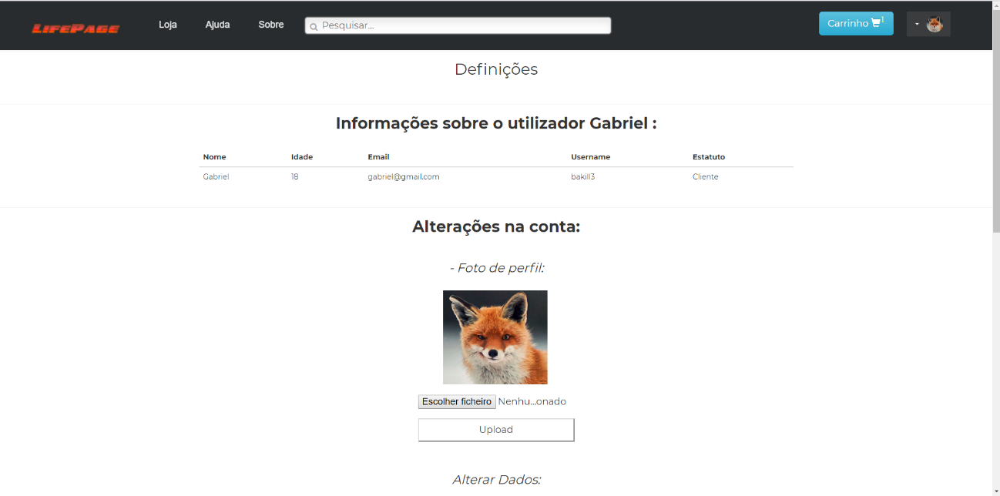 LifePage Loja Ajuda Sobre Pesquisar... Carrinho 1
Definições
Informações sobre o utilizador Gabriel :
Nome Idade Email Username Estatuto
Gabriel 18 gabriel@gmail.com bakill3 Cliente
Alterações na conta:
- Foto de perfil:
Escolher ficheiro Nenhu...onado
Upload
Alterar Dados: